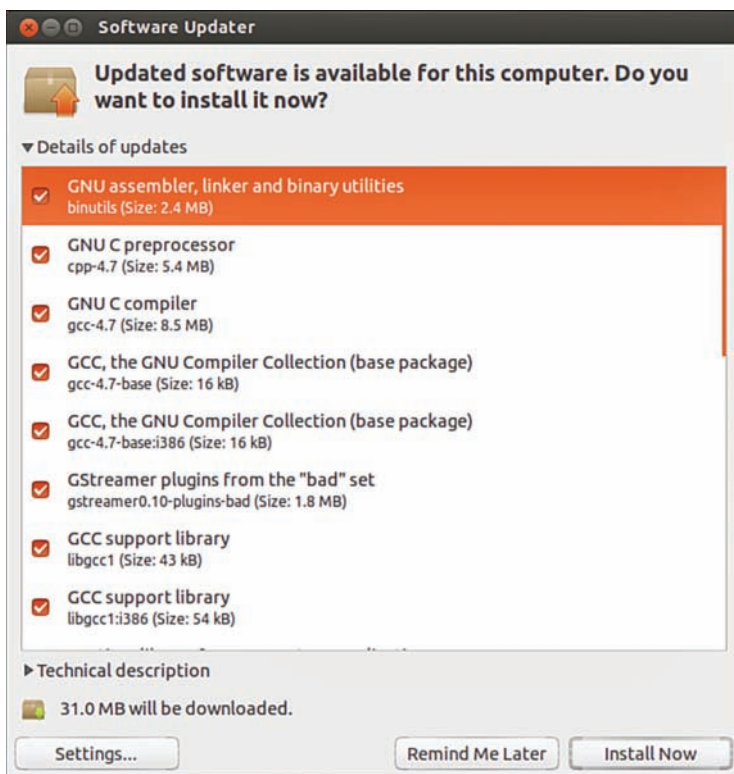 Software Updater
Updated software is available for this computer. Do you
want to install it now?
Details of updates
GNU assembler, linker and binary utilities
binutils (Size: 2.4 MB)
GNU C preprocessor
cpp-4.7 (Size: 5.4 MB)
GNU C compiler
gcc-4.7 (Size: 8.5 MB)
GCC, the GNU Compiler Collection (base package)
gcc-4.7-base (Size: 16 kB)
GCC, the GNU Compiler Collection (base package)
gcc-4.7-base:i386 (Size: 16 kB)
GStreamer plugins from the "bad" set
gstreamer0.10-plugins-bad (Size: 1.8 MB)
GCC support library
libgcc1 (Size: 43 kB)
GCC support library
libgcc1:i386 (Size: 54 kB)
Technical description
31.0 MB will be downloaded.
Settings...
Remind Me Later
Install Now